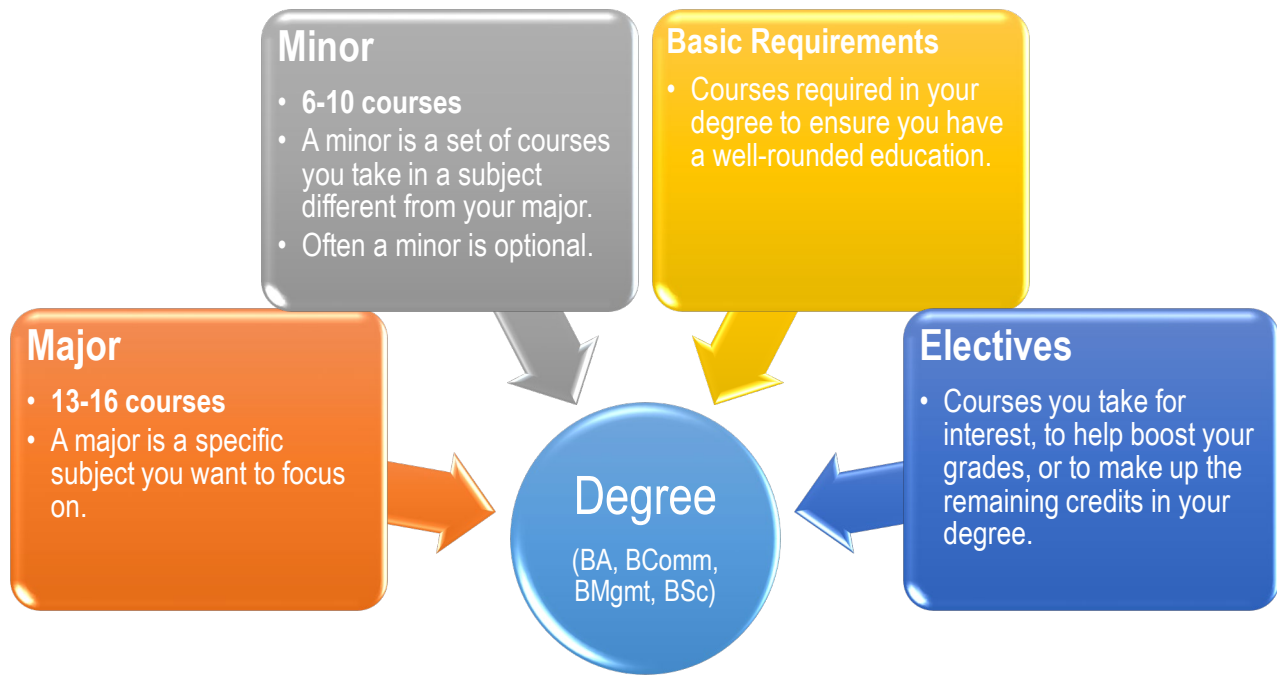 Minor
• 6-10 courses
• A minor is a set of courses
you take in a subject
different from your major.
• Often a minor is optional.
Basic Requirements
• Courses required in your
degree to ensure you have
a well-rounded education.
Major
• 13-16 courses
• A major is a specific
subject you want to focus
on.
Electives
• Courses you take for
interest, to help boost your
grades, or to make up the
remaining credits in your
degree.
Degree
(BA, BComm,
BMgmt, BSc)